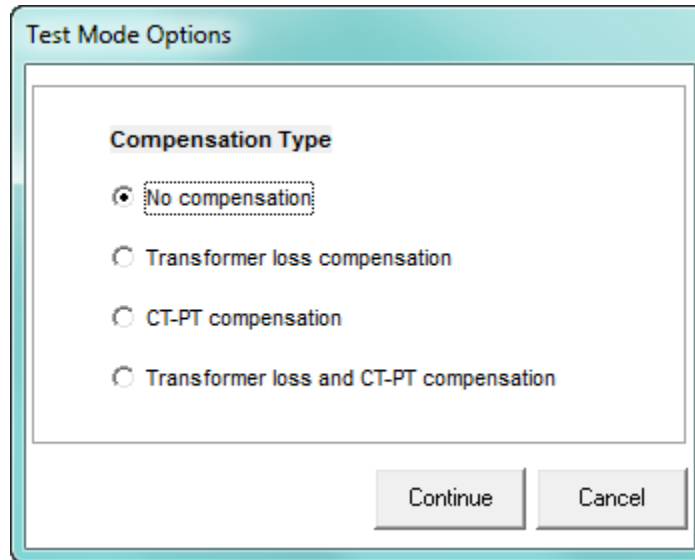 Test Mode Options
Compensation Type
No compensation
Transformer loss compensation
CT-PT compensation
Transformer loss and CT-PT compensation
Continue
Cancel